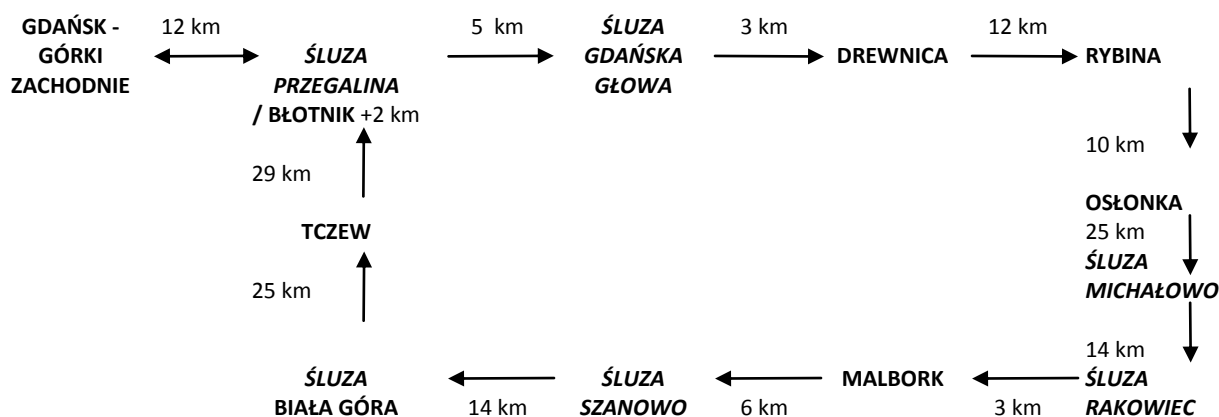 GDAŃSK - GÓRKI ZACHODNIE
12 km
ŚLUZA PRZEGALINA / BŁOTNIK +2 km
5 km
ŚLUZA GDAŃSKA GŁOWA
3 km
DREWNICA
12 km
RYBINA
10 km
OSŁONKA
25 km
ŚLUZA
MICHAŁOWO
14 km
ŚLUZA
RAKOWIEC
3 km
MALBORK
6 km
ŚLUZA
SZANOWO
14 km
ŚLUZA
BIAŁA GÓRA
25 km
TCZEW
29 km